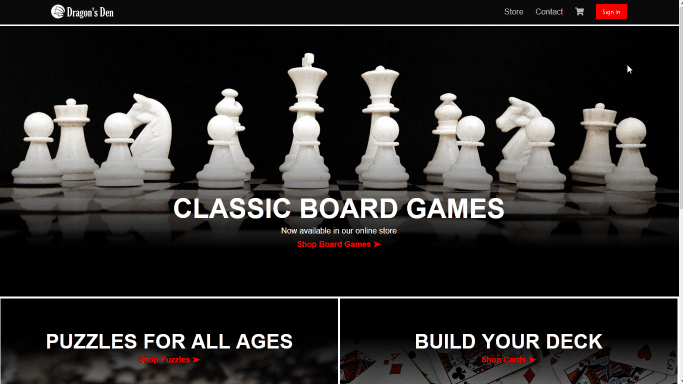 Dragon's Den
Store Contact Sign In
CLASSIC BOARD GAMES
Now available in our online store
Shop Board Games ➤
PUZZLES FOR ALL AGES
Shop Puzzles ➤
BUILD YOUR DECK
Shop Cards ➤